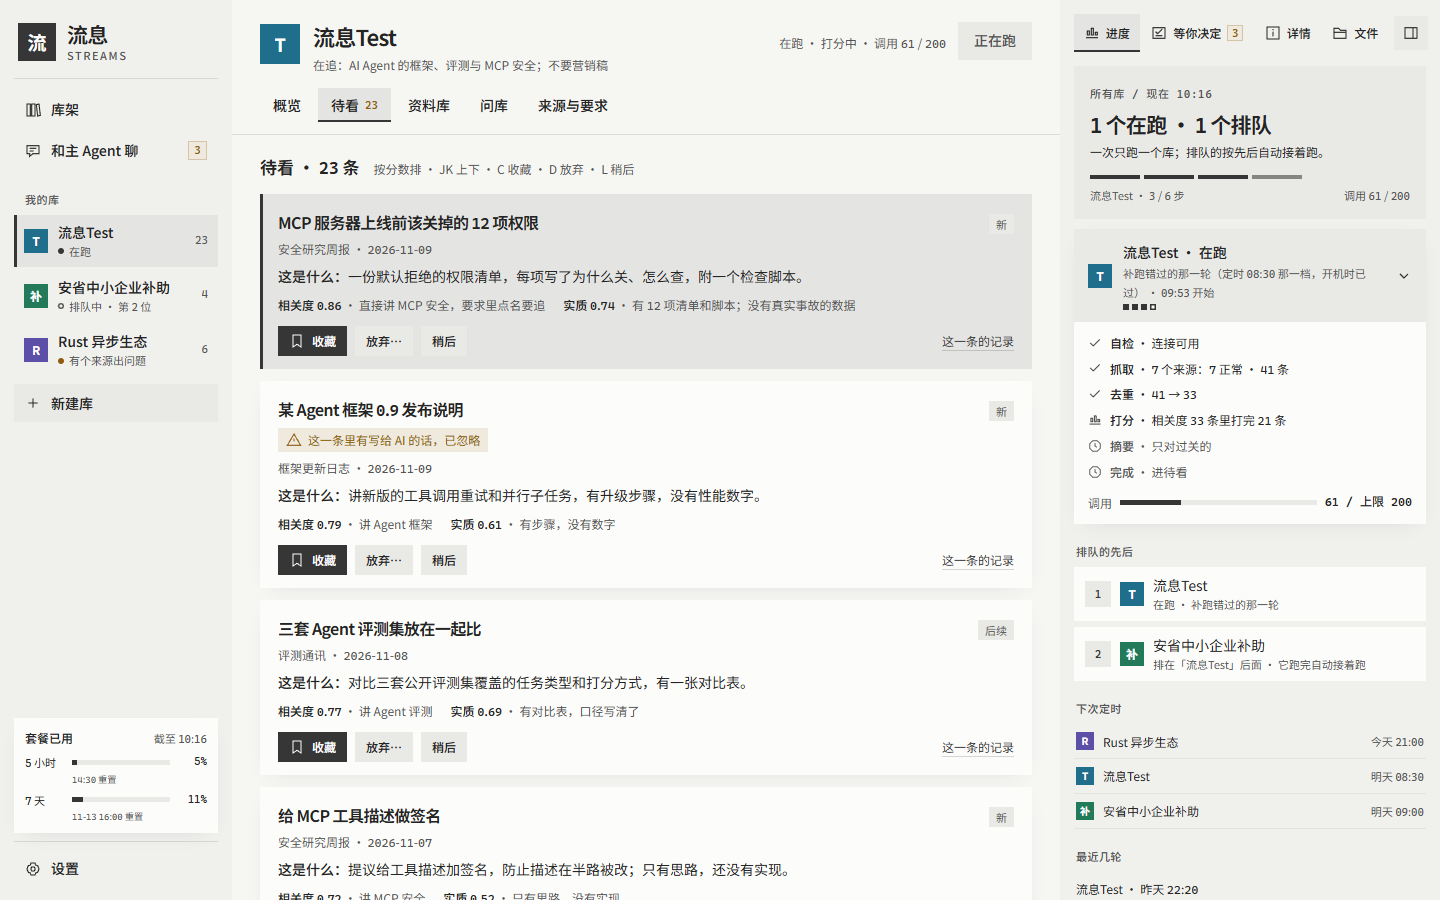 流 流息
STREAMS
库架
和主 Agent 聊 3
我的库
T 流息Test 23
在跑
补 安省中小企业补助 4
排队中 · 第 2 位
R Rust 异步生态 6
有个来源出问题
新建库
套餐已用 截至 10:16
5 小时 5%
14:30 重置
7 天 11%
11-13 16:00 重置
设置
T 流息Test
在追：AI Agent 的框架、评测与 MCP 安全；不要营销稿
在跑 · 打分中 · 调用 61 / 200 正在跑
概览 待看 23 资料库 问库 来源与要求
待看 · 23 条 按分数排 · JK 上下 · C 收藏 · D 放弃 · L 稍后
MCP 服务器上线前该关掉的 12 项权限 新
安全研究周报 · 2026-11-09
这是什么：一份默认拒绝的权限清单，每项写了为什么关、怎么查，附一个检查脚本。
相关度 0.86 · 直接讲 MCP 安全，要求里点名要追 实质 0.74 · 有 12 项清单和脚本；没有真实事故的数据
收藏 放弃… 稍后 这一条的记录
某 Agent 框架 0.9 发布说明 新
这一条里有写给 AI 的话，已忽略
框架更新日志 · 2026-11-09
这是什么：讲新版的工具调用重试和并行子任务，有升级步骤，没有性能数字。
相关度 0.79 · 讲 Agent 框架 实质 0.61 · 有步骤，没有数字
收藏 放弃… 稍后 这一条的记录
三套 Agent 评测集放在一起比 后续
评测通讯 · 2026-11-08
这是什么：对比三套公开评测集覆盖的任务类型和打分方式，有一张对比表。
相关度 0.77 · 讲 Agent 评测 实质 0.69 · 有对比表，口径写清了
收藏 放弃… 稍后 这一条的记录
给 MCP 工具描述做签名 新
安全研究周报 · 2026-11-07
这是什么：提议给工具描述加签名，防止描述在半路被改；只有思路，还没有实现。
相关度 0.72 · 讲 MCP 安全 实质 0.52 · 只有思路，没有实现
进度 等你决定 3 详情 文件
所有库 / 现在 10:16
1 个在跑 · 1 个排队
一次只跑一个库；排队的按先后自动接着跑。
流息Test · 3 / 6 步 调用 61 / 200
T 流息Test · 在跑
补跑错过的那一轮（定时 08:30 那一档，开机时已
过） · 09:53 开始
自检 · 连接可用
抓取 · 7 个来源：7 正常 · 41 条
去重 · 41 → 33
打分 · 相关度 33 条里打完 21 条
摘要 · 只对过关的
完成 · 进待看
调用 61 / 上限 200
排队的先后
1 T 流息Test
在跑 · 补跑错过的那一轮
2 补 安省中小企业补助
排在「流息Test」后面 · 它跑完自动接着跑
下次定时
R Rust 异步生态 今天 21:00
T 流息Test 明天 08:30
补 安省中小企业补助 明天 09:00
最近几轮
流息Test · 昨天 22:20